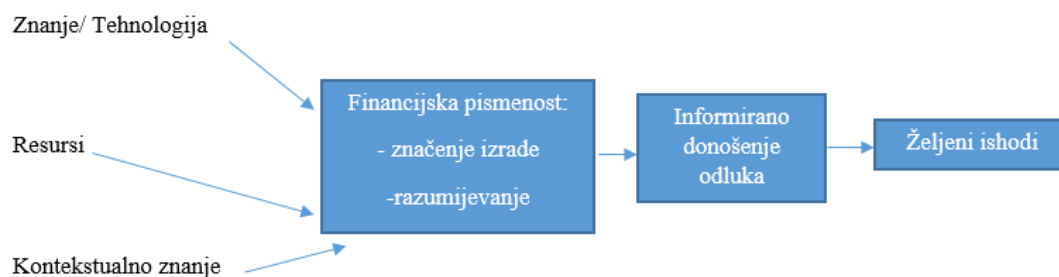 Znanje/ Tehnologija
Resursi
Kontekstualno znanje
Financijska pismenost:
- značenje izrade
-razumijevanje
Informirano
donošenje
odluka
Željeni ishodi